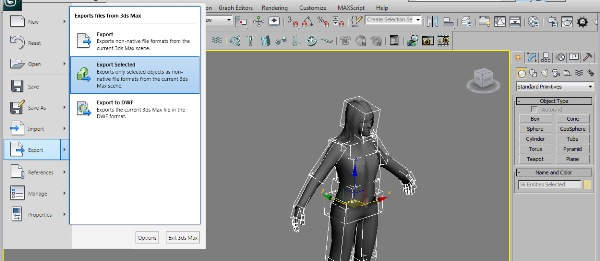 Graph Editors Rendering Customize MAXScript Help
Create Selection Se
New
Reset
Open
Save
Save As
Import
Export
References
Manage
Properties
Exports files from 3ds Max
Export
Exports non-native file formats from the
current 3ds Max scene.
Export Selected
Exports only selected objects as non-
native file formats from the current 3ds
Max scene.
Export to DWF
Exports the current 3ds Max file in the
DWF format.
Options
Exit 3ds Max
Standard Primitives
Object Type
AutoGrid
Box Cone
Sphere GeoSphere
Cylinder Tube
Torus Pyramid
Teapot Plane
Name and Color
56 Entities Selected